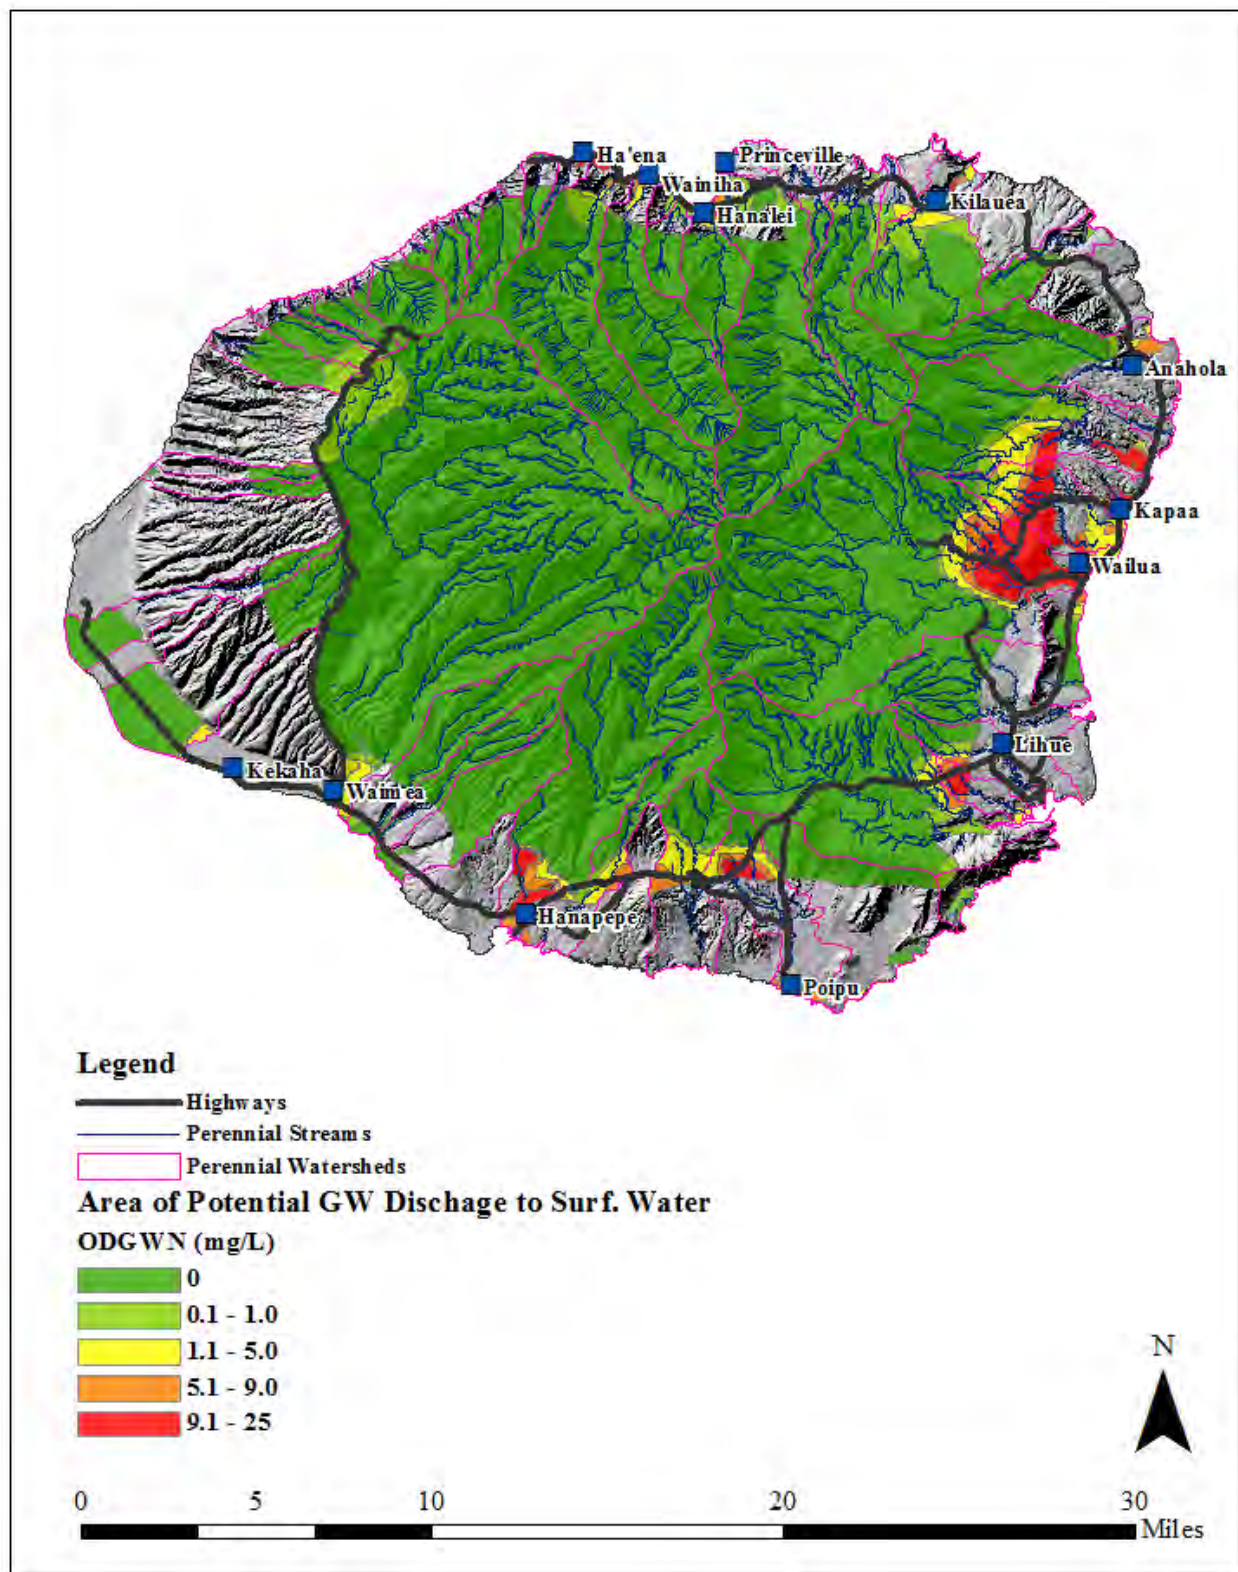 Ha'ena
Princeville
Wainiha
Kilauea
Hanalei
Anahola
Kapaa
Wailua
Lihue
Kekaha
Waimea
Hanapepe
Poipu
Legend
Highways
Perennial Streams
Perennial Watersheds
Area of Potential GW Dischage to Surf. Water
ODGWN (mg/L)
0
0.1 - 1.0
1.1 - 5.0
5.1 - 9.0
9.1 - 25
N
0 5 10 20 30
Miles